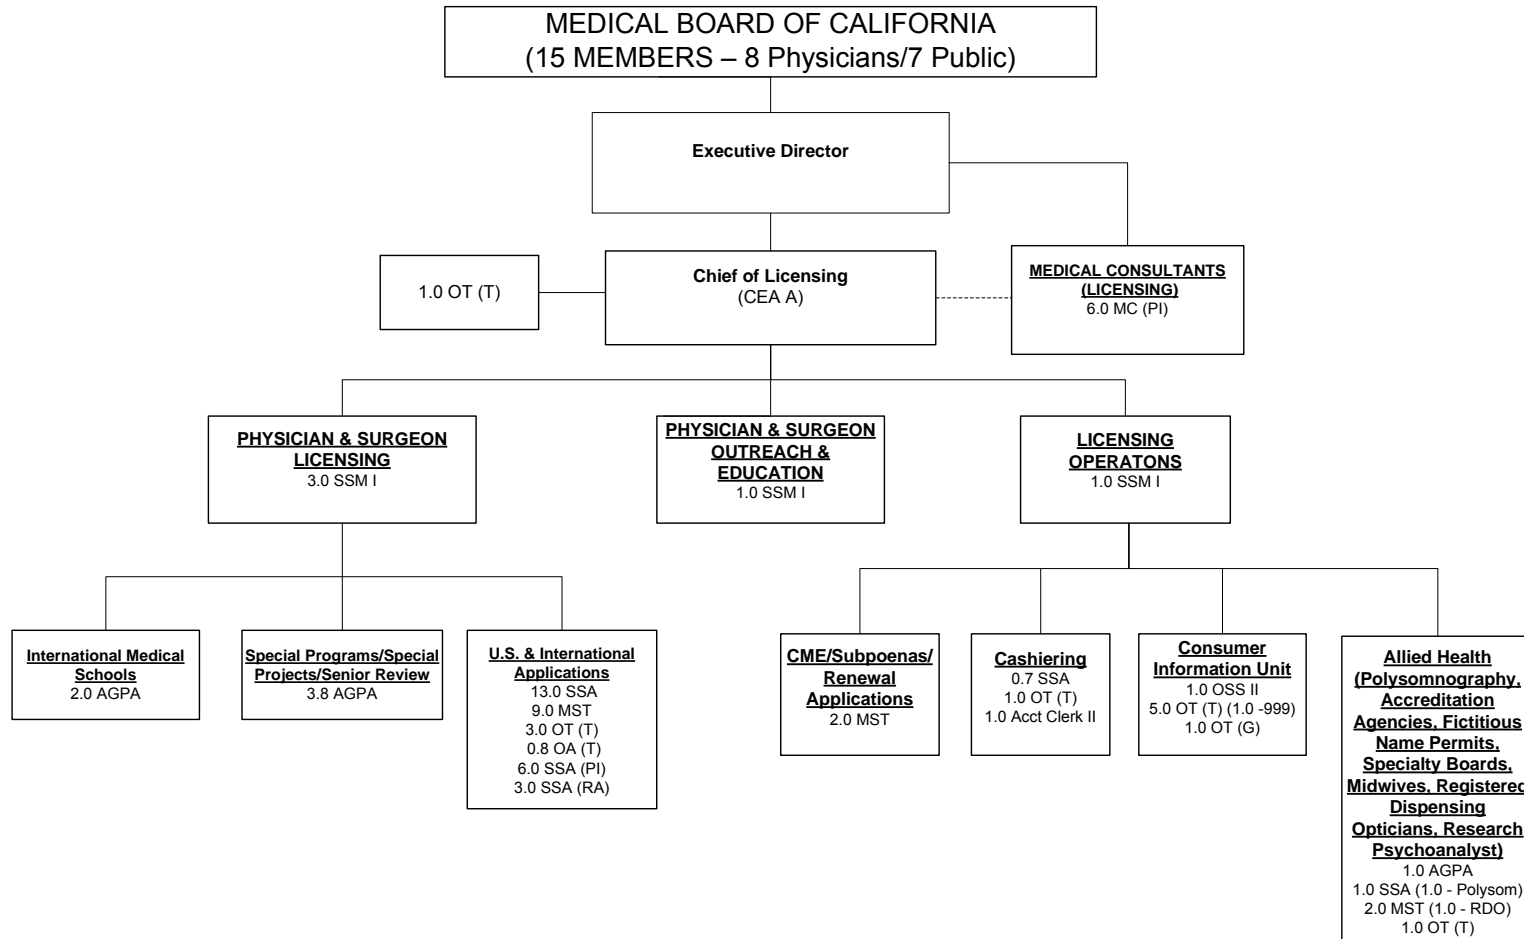 MEDICAL BOARD OF CALIFORNIA
(15 MEMBERS – 8 Physicians/7 Public)
Executive Director
1.0 OT (T)
Chief of Licensing
(CEA A)
MEDICAL CONSULTANTS
(LICENSING)
6.0 MC (PI)
PHYSICIAN & SURGEON
LICENSING
3.0 SSM I
PHYSICIAN & SURGEON
OUTREACH &
EDUCATION
1.0 SSM I
LICENSING
OPERATONS
1.0 SSM I
International Medical
Schools
2.0 AGPA
Special Programs/Special
Projects/Senior Review
3.8 AGPA
U.S. & International
Applications
13.0 SSA
9.0 MST
3.0 OT (T)
0.8 OA (T)
6.0 SSA (PI)
3.0 SSA (RA)
CME/Subpoenas/
Renewal
Applications
2.0 MST
Cashiering
0.7 SSA
1.0 OT (T)
1.0 Acct Clerk II
Consumer
Information Unit
1.0 OSS II
5.0 OT (T) (1.0 -999)
1.0 OT (G)
Allied Health
(Polysomnography,
Accreditation
Agencies, Fictitious
Name Permits,
Specialty Boards,
Midwives, Registered
Dispensing
Opticians, Research
Psychoanalyst)
1.0 AGPA
1.0 SSA (1.0 - Polysom)
2.0 MST (1.0 - RDO)
1.0 OT (T)